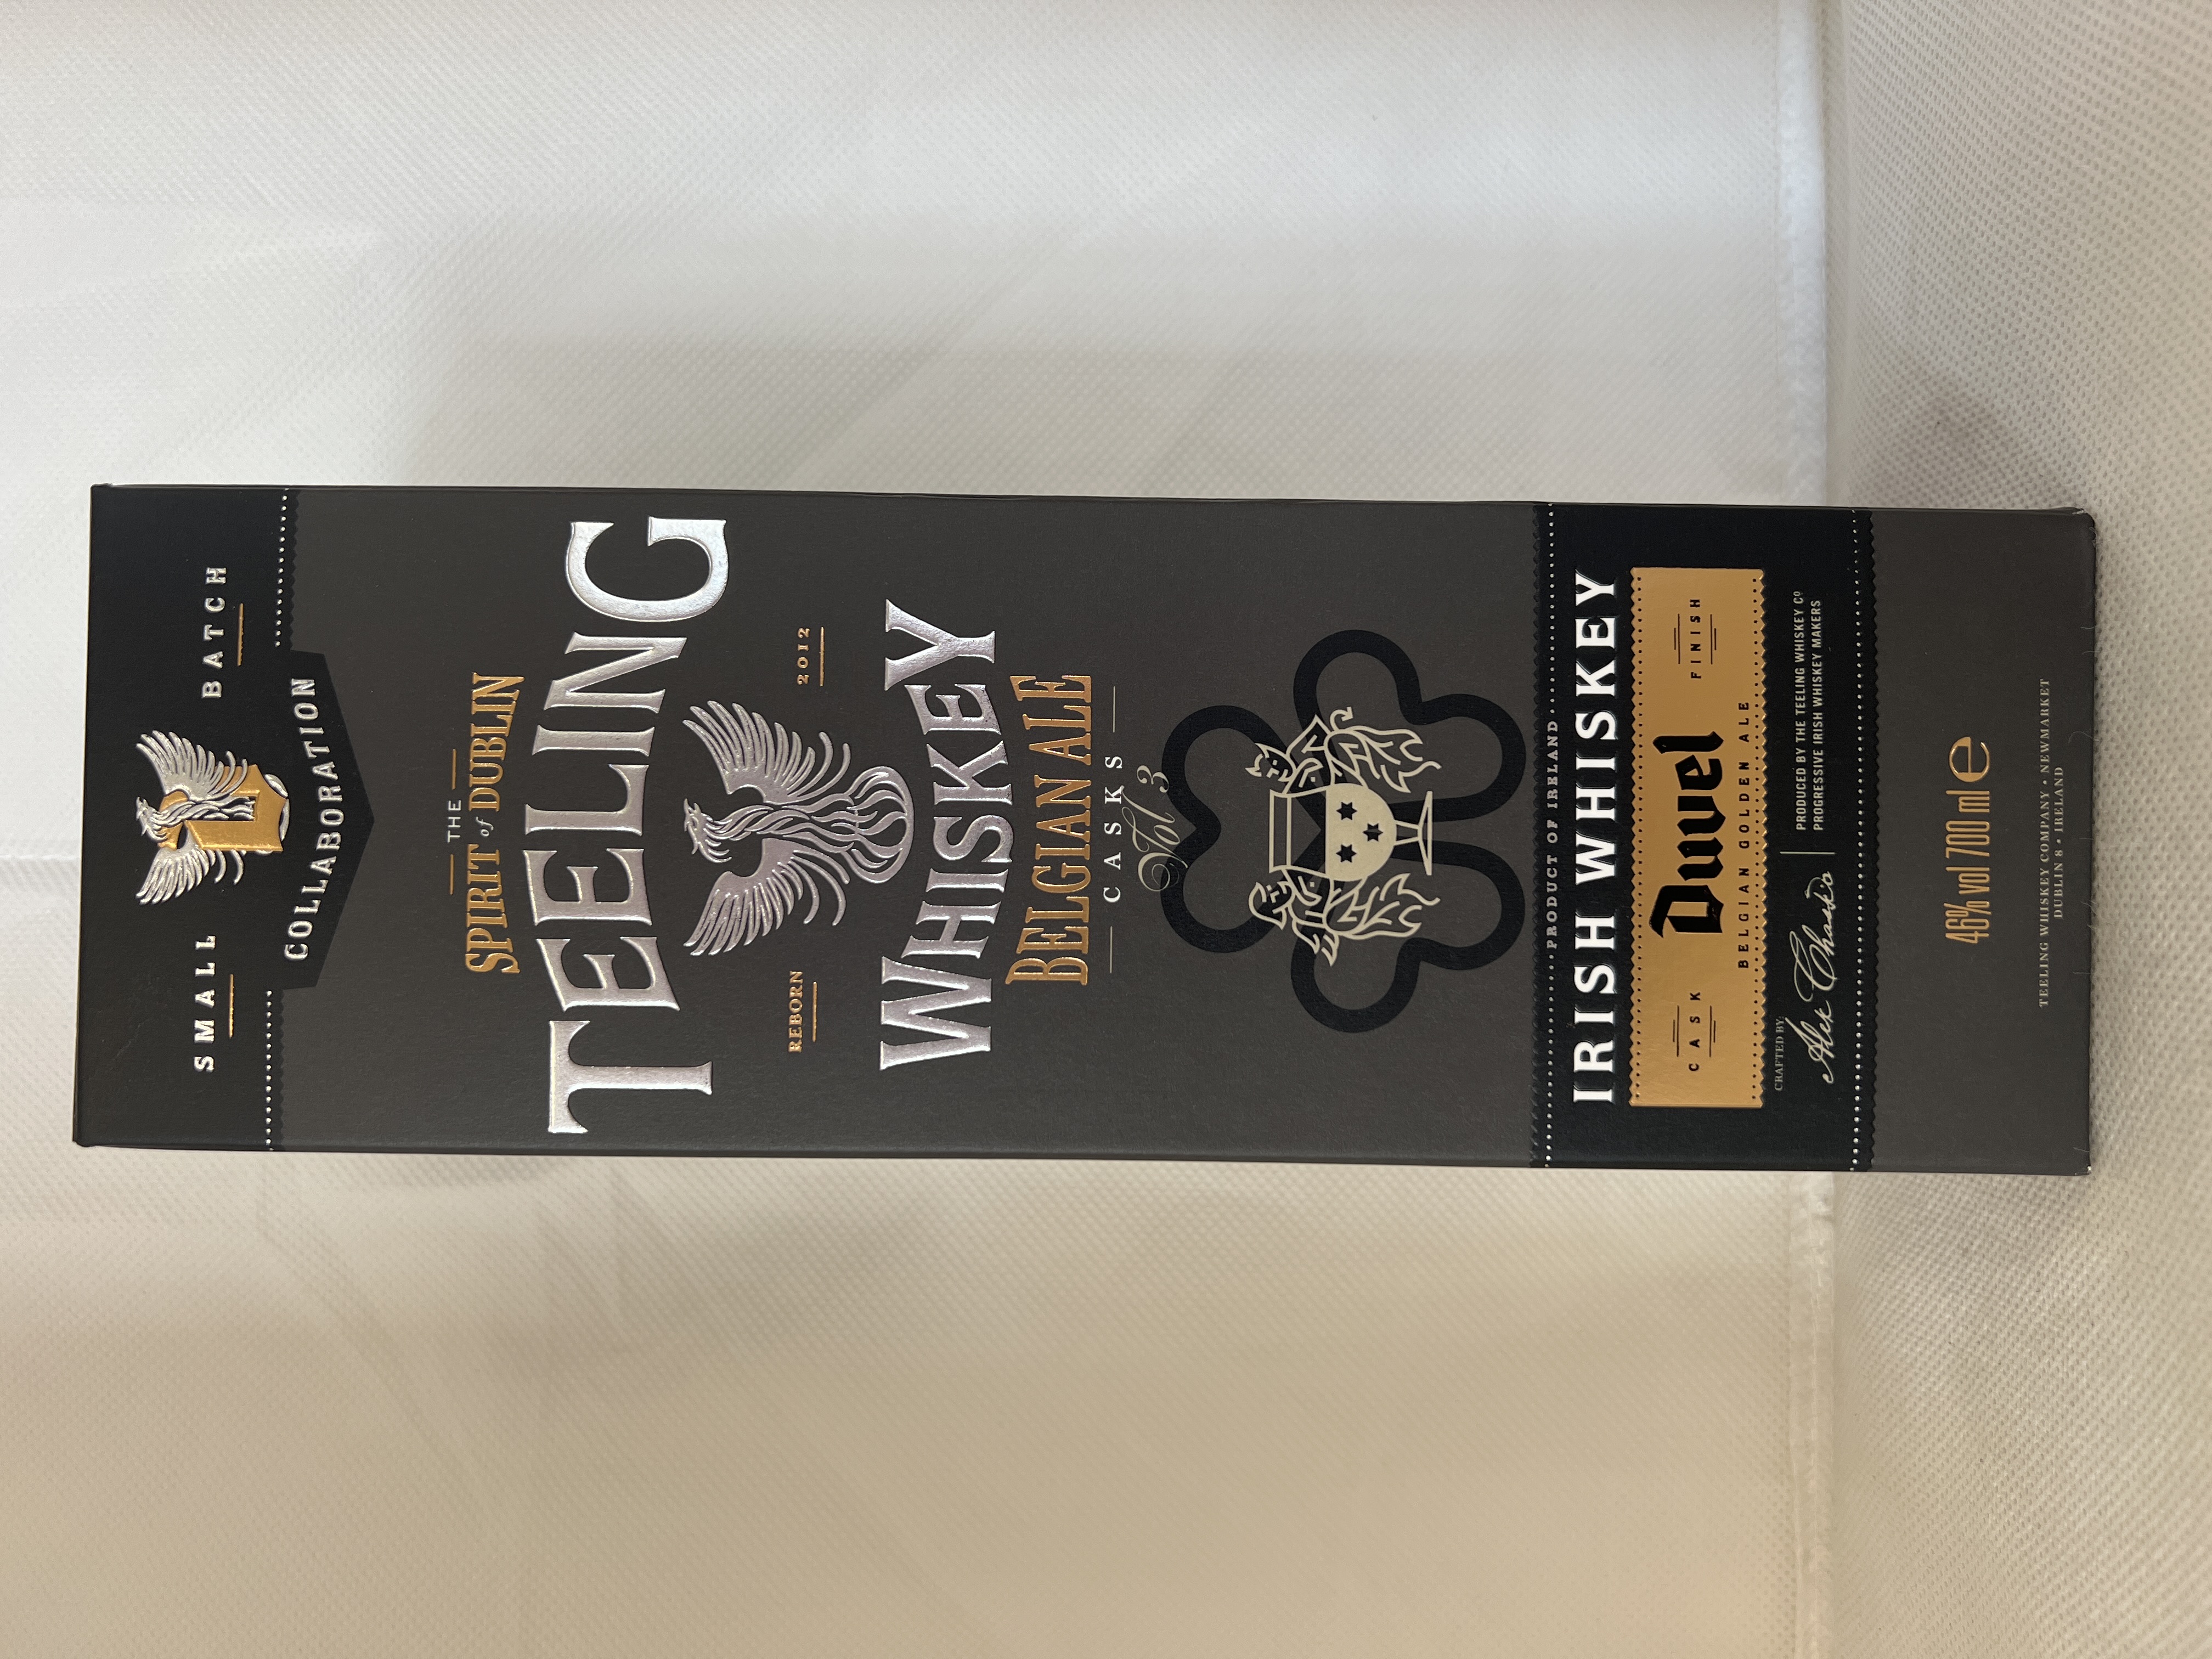 SMALL BATCH
COLLABORATION
THE
SPIRIT of DUBLIN
TEELING
REBORN 2012
WHISKEY
BELGIAN ALE
CASKS
Vol 3
PRODUCT OF IRELAND
IRISH WHISKEY
CASK Duvel FINISH
BELGIAN GOLDEN ALE
CRAFTED BY:
Alex Chasko
PRODUCED BY THE TEELING WHISKEY Cº
PROGRESSIVE IRISH WHISKEY MAKERS
46% vol 700 ml e
TEELING WHISKEY COMPANY • NEWMARKET
DUBLIN 8 • IRELAND